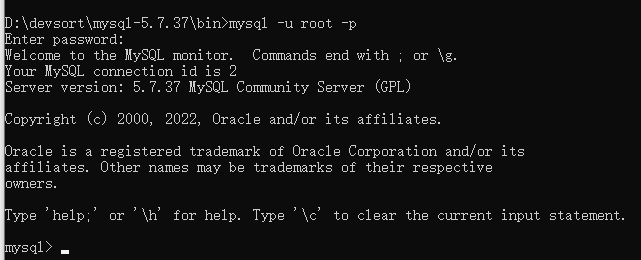 D:\devsort\mysql-5.7.37\bin>mysql -u root -p
Enter password:
Welcome to the MySQL monitor.  Commands end with ; or \g.
Your MySQL connection id is 2
Server version: 5.7.37 MySQL Community Server (GPL)
Copyright (c) 2000, 2022, Oracle and/or its affiliates.
Oracle is a registered trademark of Oracle Corporation and/or its
affiliates. Other names may be trademarks of their respective
owners.
Type 'help;' or '\h' for help. Type '\c' to clear the current input statement.
mysql>